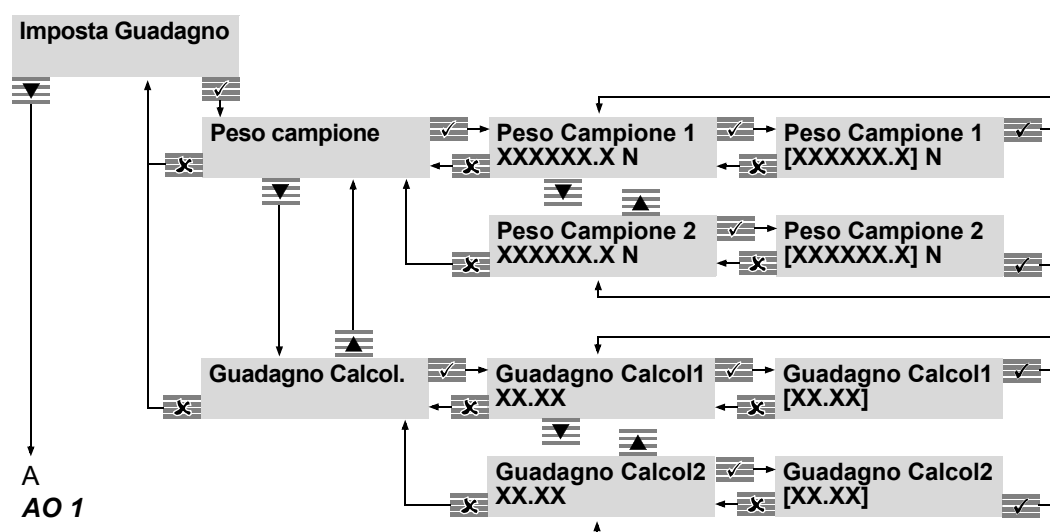 Imposta Guadagno
Peso campione
Peso Campione 1
XXXXXX.X N
Peso Campione 1
[XXXXXX.X] N
Peso Campione 2
XXXXXX.X N
Peso Campione 2
[XXXXXX.X] N
Guadagno Calcol.
Guadagno Calcol1
XX.XX
Guadagno Calcol1
[XX.XX]
Guadagno Calcol2
XX.XX
Guadagno Calcol2
[XX.XX]
A
AO 1